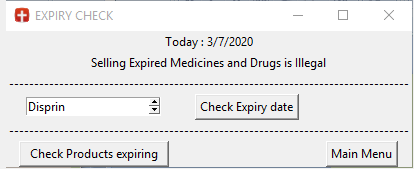 EXPIRY CHECK
Today : 3/7/2020
Selling Expired Medicines and Drugs is Illegal
Disprin Check Expiry date
Check Products expiring Main Menu